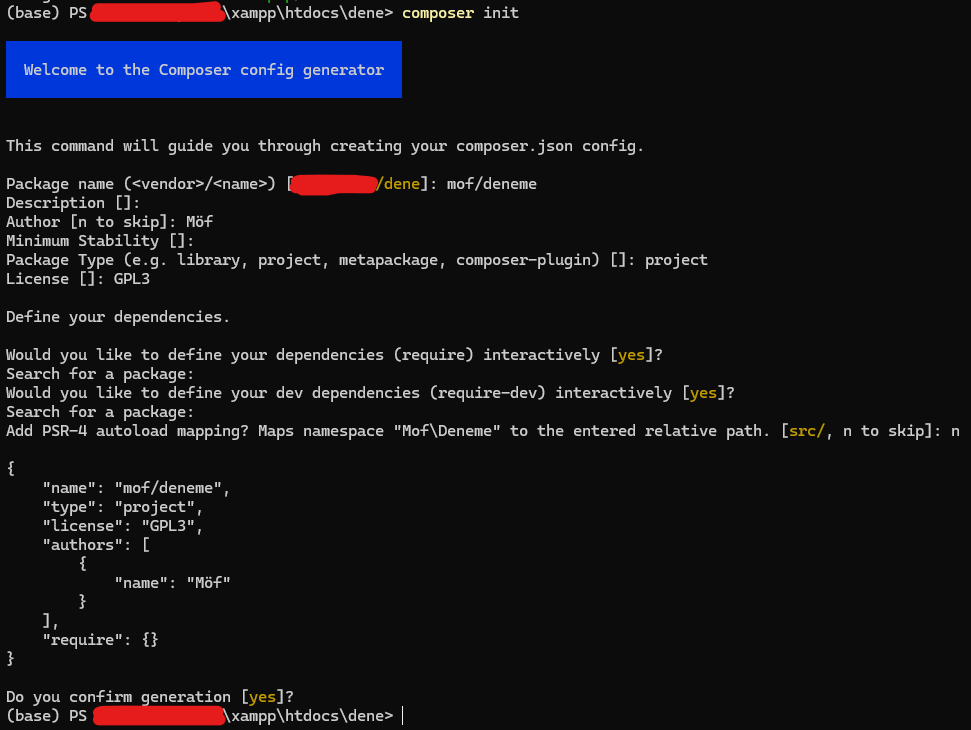 (base) PS \xampp\htdocs\dene> composer init
Welcome to the Composer config generator
This command will guide you through creating your composer.json config.
Package name (<vendor>/<name>) [/dene]: mof/deneme
Description []:
Author [n to skip]: Möf
Minimum Stability []:
Package Type (e.g. library, project, metapackage, composer-plugin) []: project
License []: GPL3
Define your dependencies.
Would you like to define your dependencies (require) interactively [yes]?
Search for a package:
Would you like to define your dev dependencies (require-dev) interactively [yes]?
Search for a package:
Add PSR-4 autoload mapping? Maps namespace "Mof\Deneme" to the entered relative path. [src/, n to skip]: n
{
    "name": "mof/deneme",
    "type": "project",
    "license": "GPL3",
    "authors": [
        {
            "name": "Möf"
        }
    ],
    "require": {}
}
Do you confirm generation [yes]?
(base) PS \xampp\htdocs\dene>